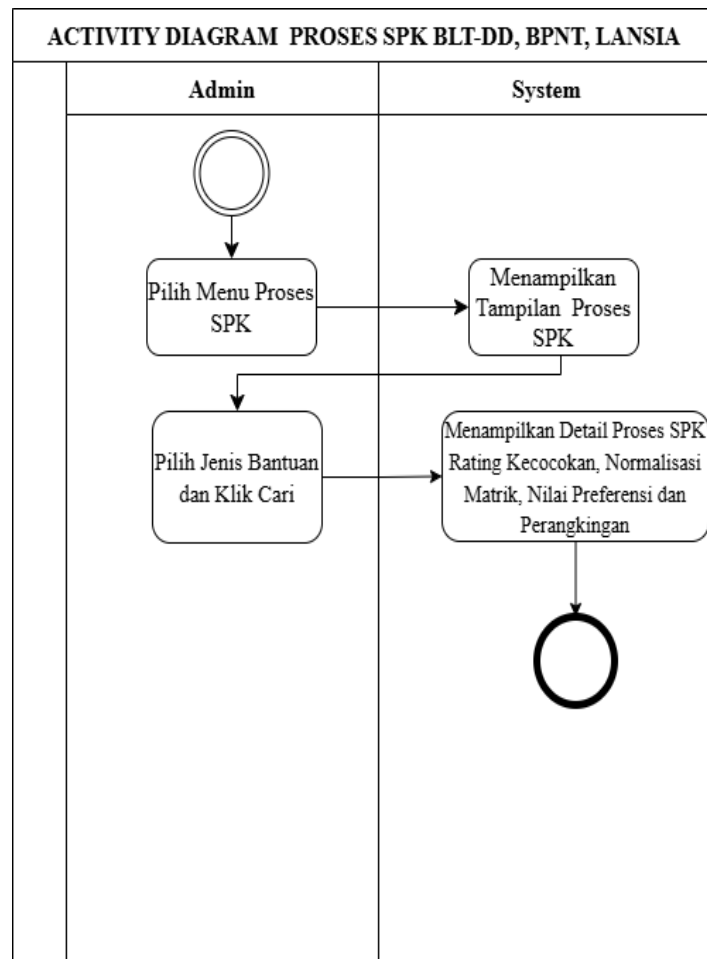 ACTIVITY DIAGRAM PROSES SPK BLT-DD, BPNT, LANSIA
Admin
System
Pilih Menu Proses
SPK
Menampilkan
Tampilan Proses
SPK
Pilih Jenis Bantuan
dan Klik Cari
Menampilkan Detail Proses SPK
Rating Kecocokan, Normalisasi
Matrik, Nilai Preferensi dan
Perangkingan